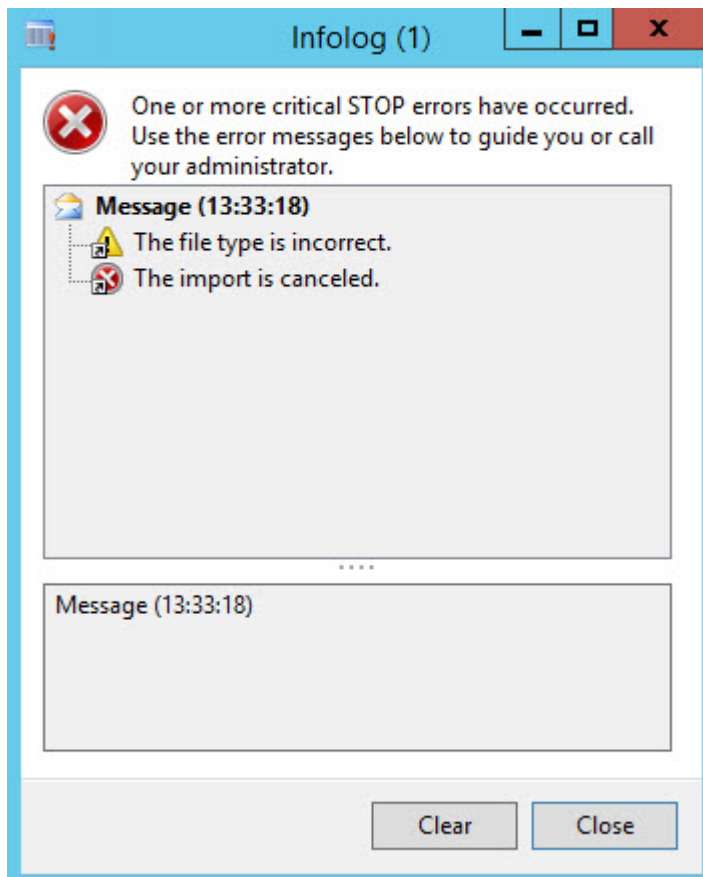 Infolog (1)
One or more critical STOP errors have occurred.
Use the error messages below to guide you or call
your administrator.
Message (13:33:18)
The file type is incorrect.
The import is canceled.
Message (13:33:18)
Clear
Close